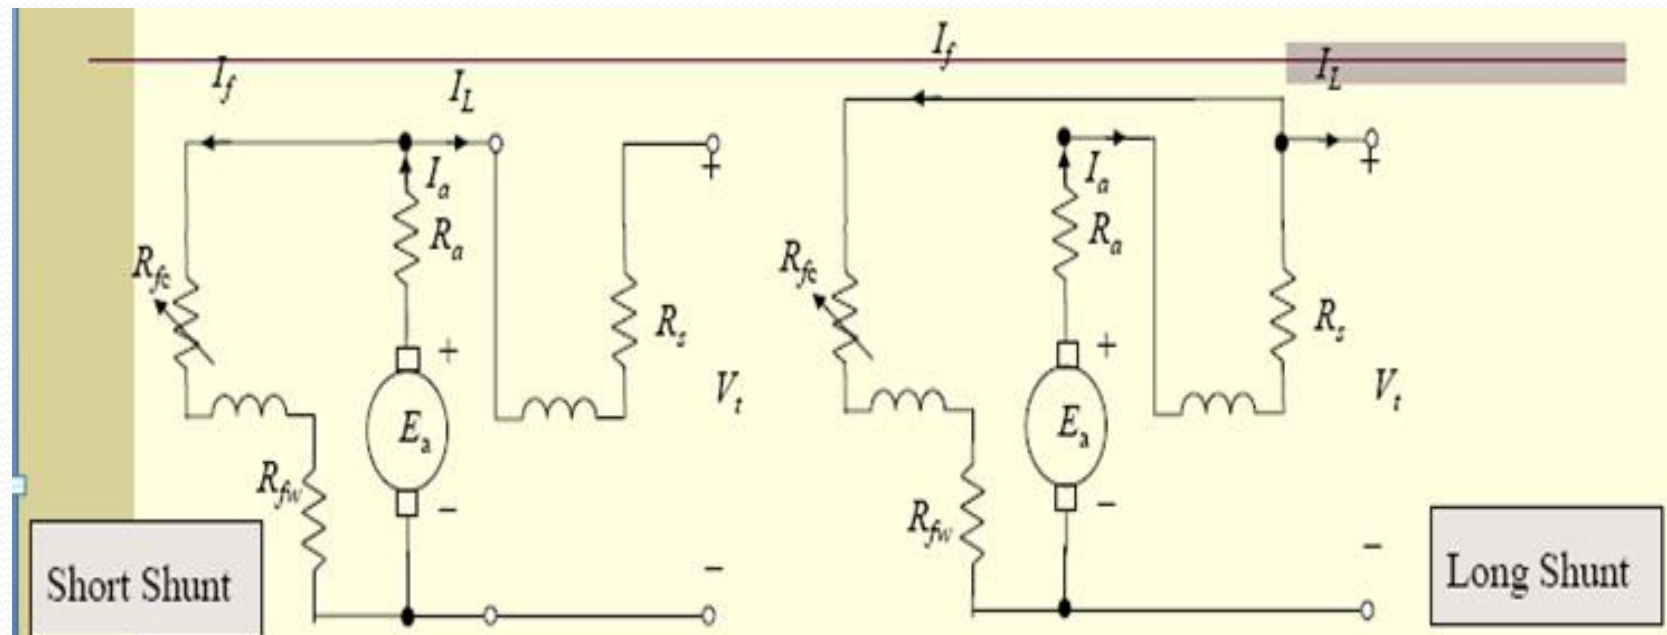 I_f
I_L
I_a
R_a
R_fc
+
R_s
+
E_a
V_t
R_fw
−
−
Short Shunt
I_f
I_L
I_a
R_a
R_fc
+
R_s
+
E_a
V_t
R_fw
−
−
Long Shunt